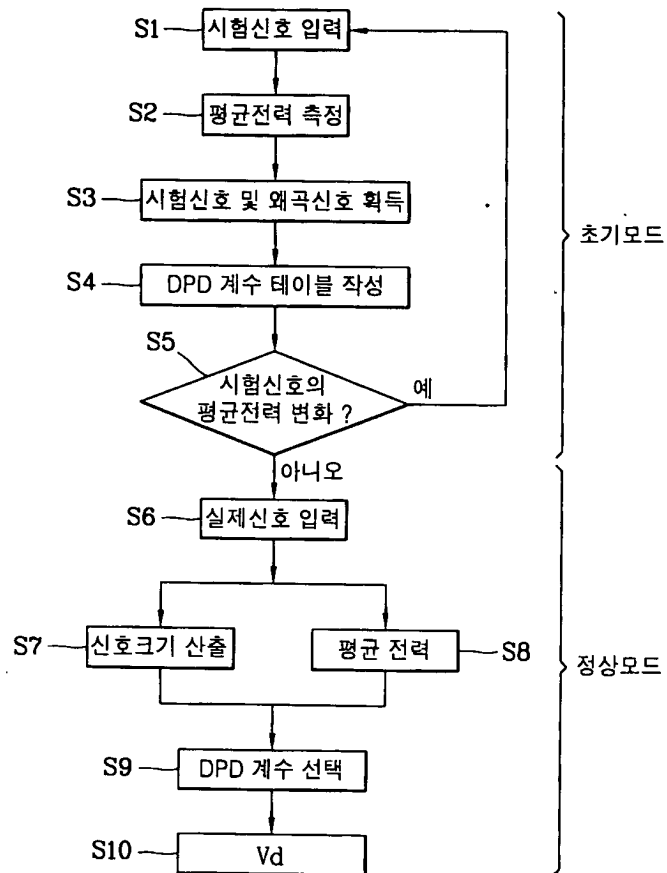 S1 시험신호 입력
S2 평균전력 측정
S3 시험신호 및 왜곡신호 획득
S4 DPD 계수 테이블 작성
초기모드
S5
시험신호의
평균전력 변화 ?
예
아니오
S6 실제신호 입력
S7 신호크기 산출
평균 전력 S8
정상모드
S9 DPD 계수 선택
S10 Vd